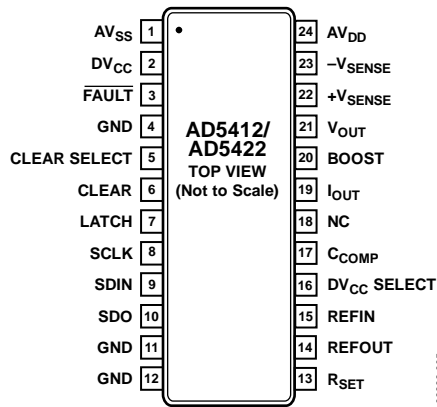 AVSS 1
DVCC 2
FAULT 3
GND 4
CLEAR SELECT 5
CLEAR 6
LATCH 7
SCLK 8
SDIN 9
SDO 10
GND 11
GND 12
AD5412/
AD5422
TOP VIEW
(Not to Scale)
24 AVDD
23 –VSENSE
22 +VSENSE
21 VOUT
20 BOOST
19 IOUT
18 NC
17 CCOMP
16 DVCC SELECT
15 REFIN
14 REFOUT
13 RSET